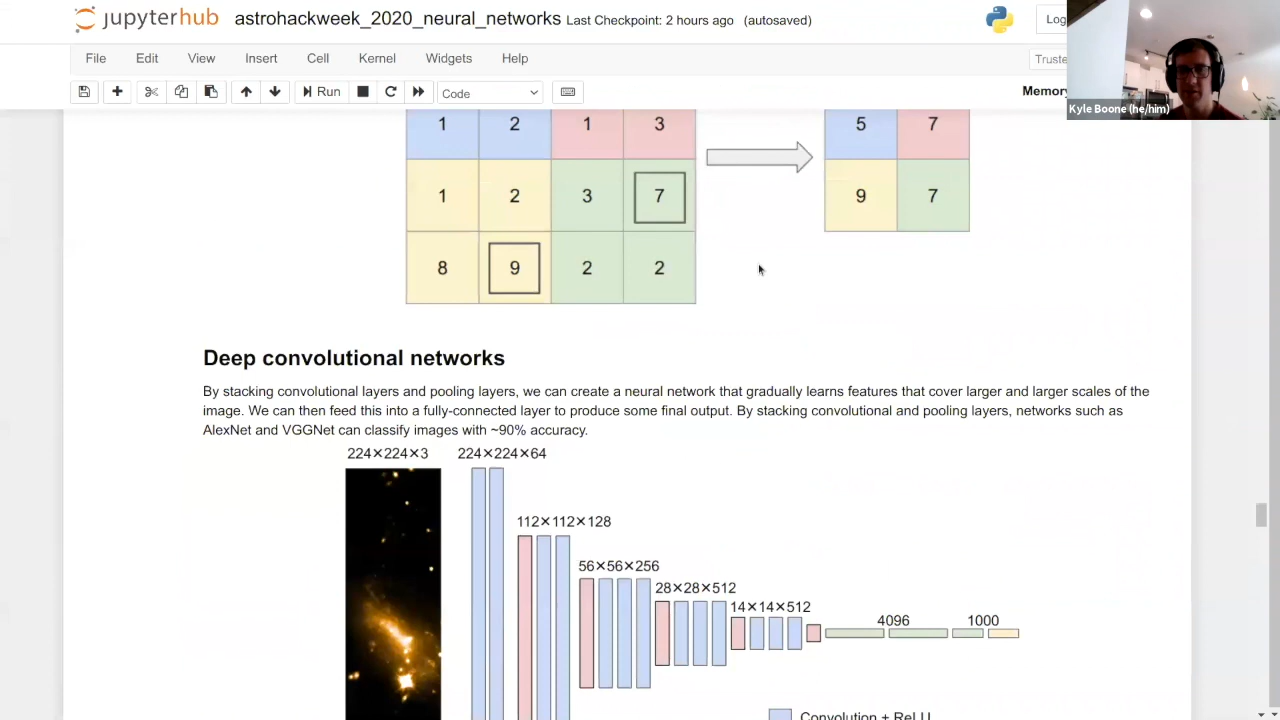 jupyterhub astrohackweek_2020_neural_networks Last Checkpoint: 2 hours ago (autosaved)
File Edit View Insert Cell Kernel Widgets Help
Run Code
Kyle Boone (he/him)
1 2 1 3 5 7
1 2 3 7 9 7
8 9 2 2
Deep convolutional networks
By stacking convolutional layers and pooling layers, we can create a neural network that gradually learns features that cover larger and larger scales of the
image. We can then feed this into a fully-connected layer to produce some final output. By stacking convolutional and pooling layers, networks such as
AlexNet and VGGNet can classify images with ~90% accuracy.
224×224×3 224×224×64
112×112×128
56×56×256
28×28×512
14×14×512
4096 1000
Convolution + ReLU